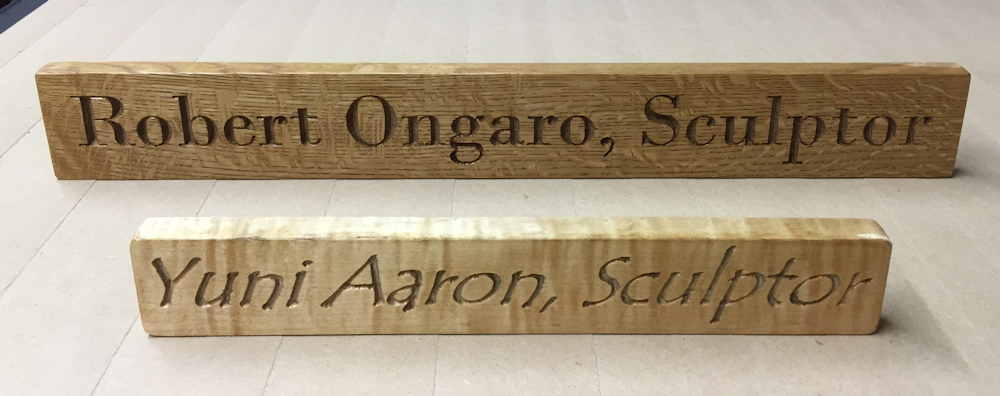 Robert Ongaro, Sculptor
Yuni Aaron, Sculptor